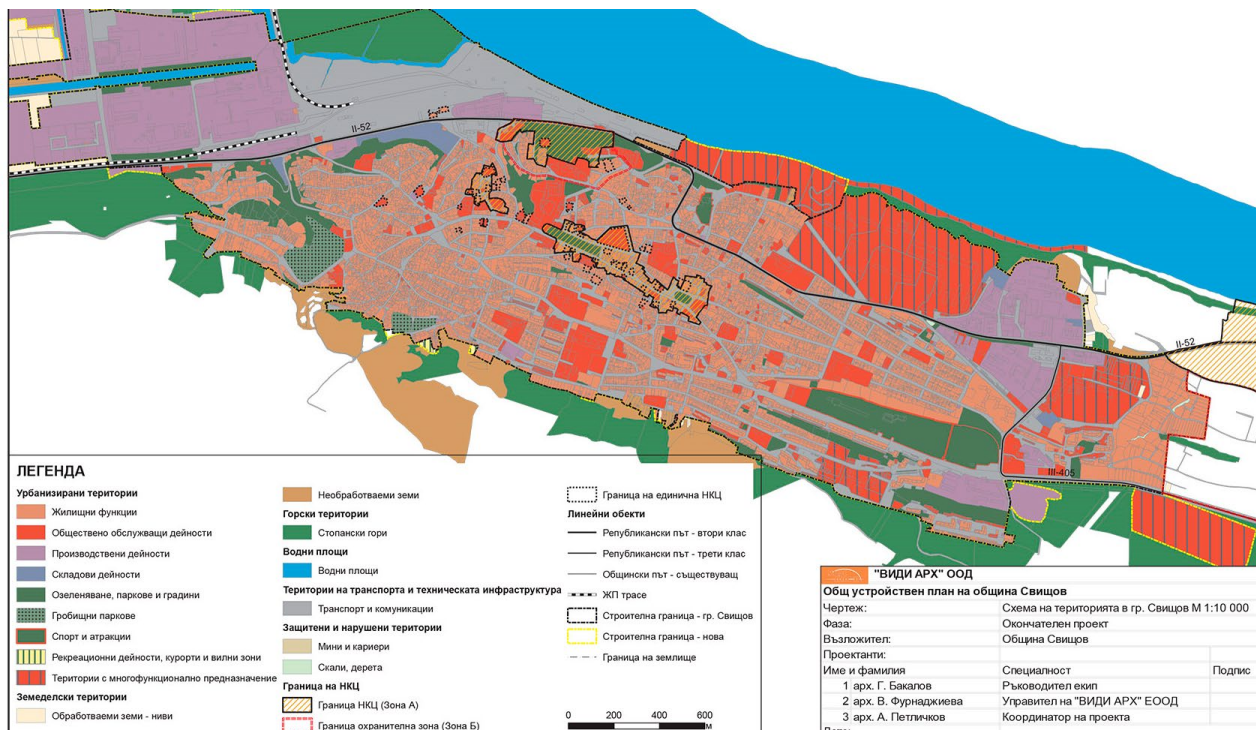 II-52
II-52
III-405
ЛЕГЕНДА
Урбанизирани територии
Жилищни функции
Обществено обслужващи дейности
Производствени дейности
Складови дейности
Озеленяване, паркове и градини
Гробищни паркове
Спорт и атракции
Рекреационни дейности, курорти и вилни зони
Територии с многофункционално предназначение
Земеделски територии
Обработваеми земи - ниви
Необработваеми земи
Горски територии
Стопански гори
Водни площи
Водни площи
Територии на транспорта и техническата инфраструктура
Транспорт и комуникации
Защитени и нарушени територии
Мини и кариери
Скали, дерета
Граница на НКЦ
Граница НКЦ (Зона А)
Граница охранителна зона (Зона Б)
Граница на единична НКЦ
Линейни обекти
Републикански път - втори клас
Републикански път - трети клас
Общински път - съществуващ
ЖП трасе
Строителна граница - гр. Свищов
Строителна граница - нова
Граница на землище
0 200 400 600
м
"ВИДИ АРХ" ООД
Общ устройствен план на община Свищов
Чертеж: Схема на територията в гр. Свищов М 1:10 000
Фаза: Окончателен проект
Възложител: Община Свищов
Проектанти:
Име и фамилия Специалност Подпис
1 арх. Г. Бакалов Ръководител екип
2 арх. В. Фурнаджиева Управител на "ВИДИ АРХ" ЕООД
3 арх. А. Петличков Координатор на проекта